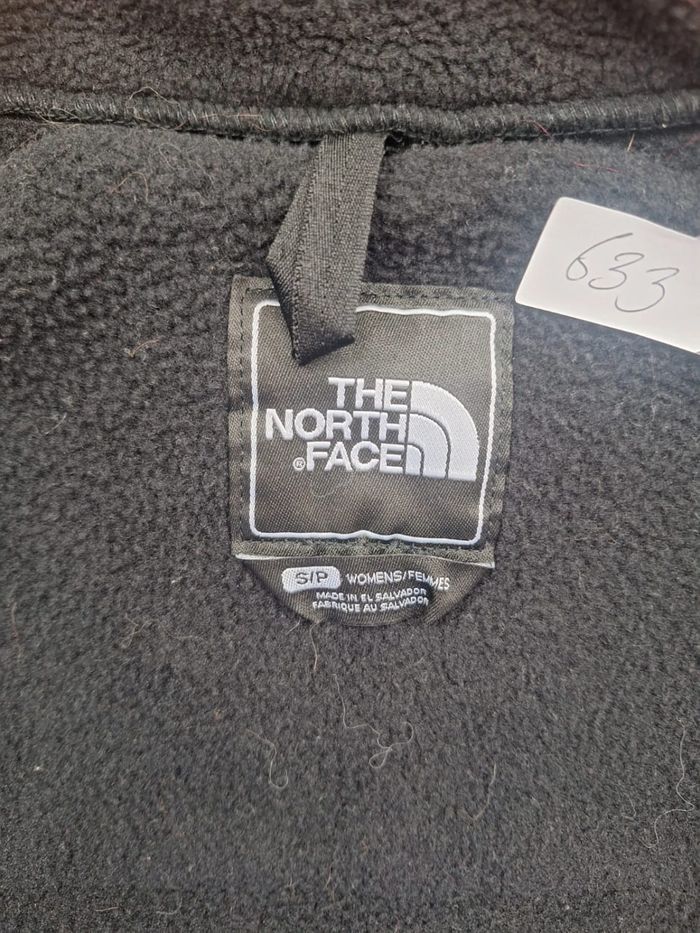 633
THE
NORTH
®FACE
S/P WOMENS/FEMMES
MADE IN EL SALVADOR
FABRIQUE AU SALVADOR